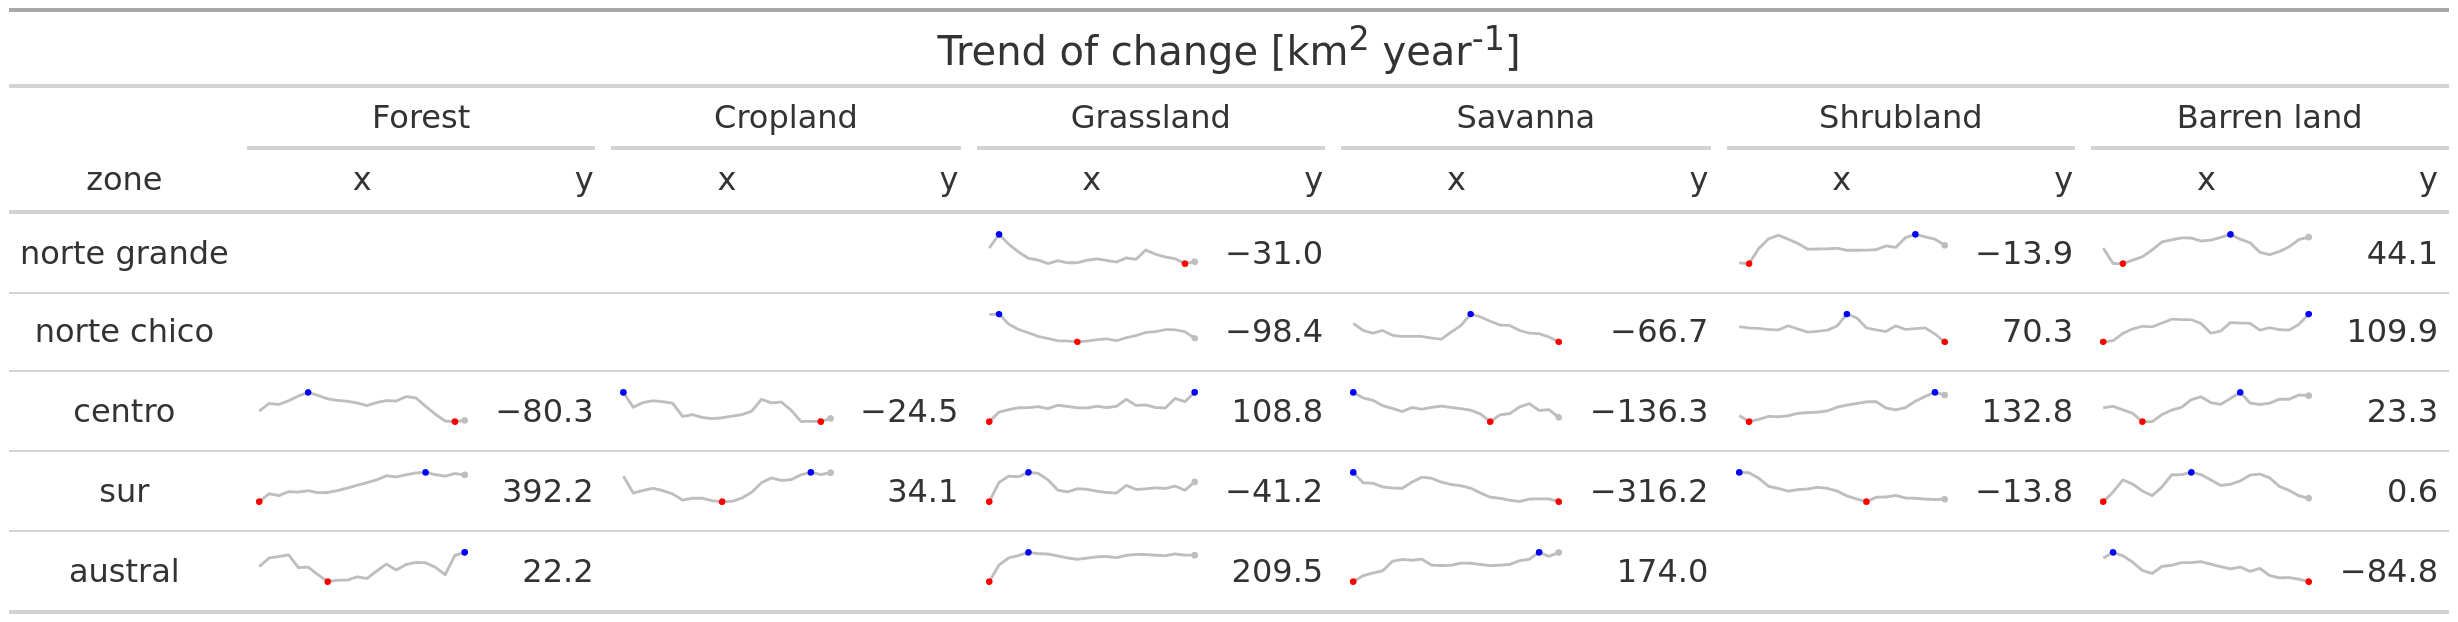 Trend of change [km² year⁻¹]
Forest Cropland Grassland Savanna Shrubland Barren land
zone x y x y x y x y x y x y
norte grande −31.0 −13.9 44.1
norte chico −98.4 −66.7 70.3 109.9
centro −80.3 −24.5 108.8 −136.3 132.8 23.3
sur 392.2 34.1 −41.2 −316.2 −13.8 0.6
austral 22.2 209.5 174.0 −84.8